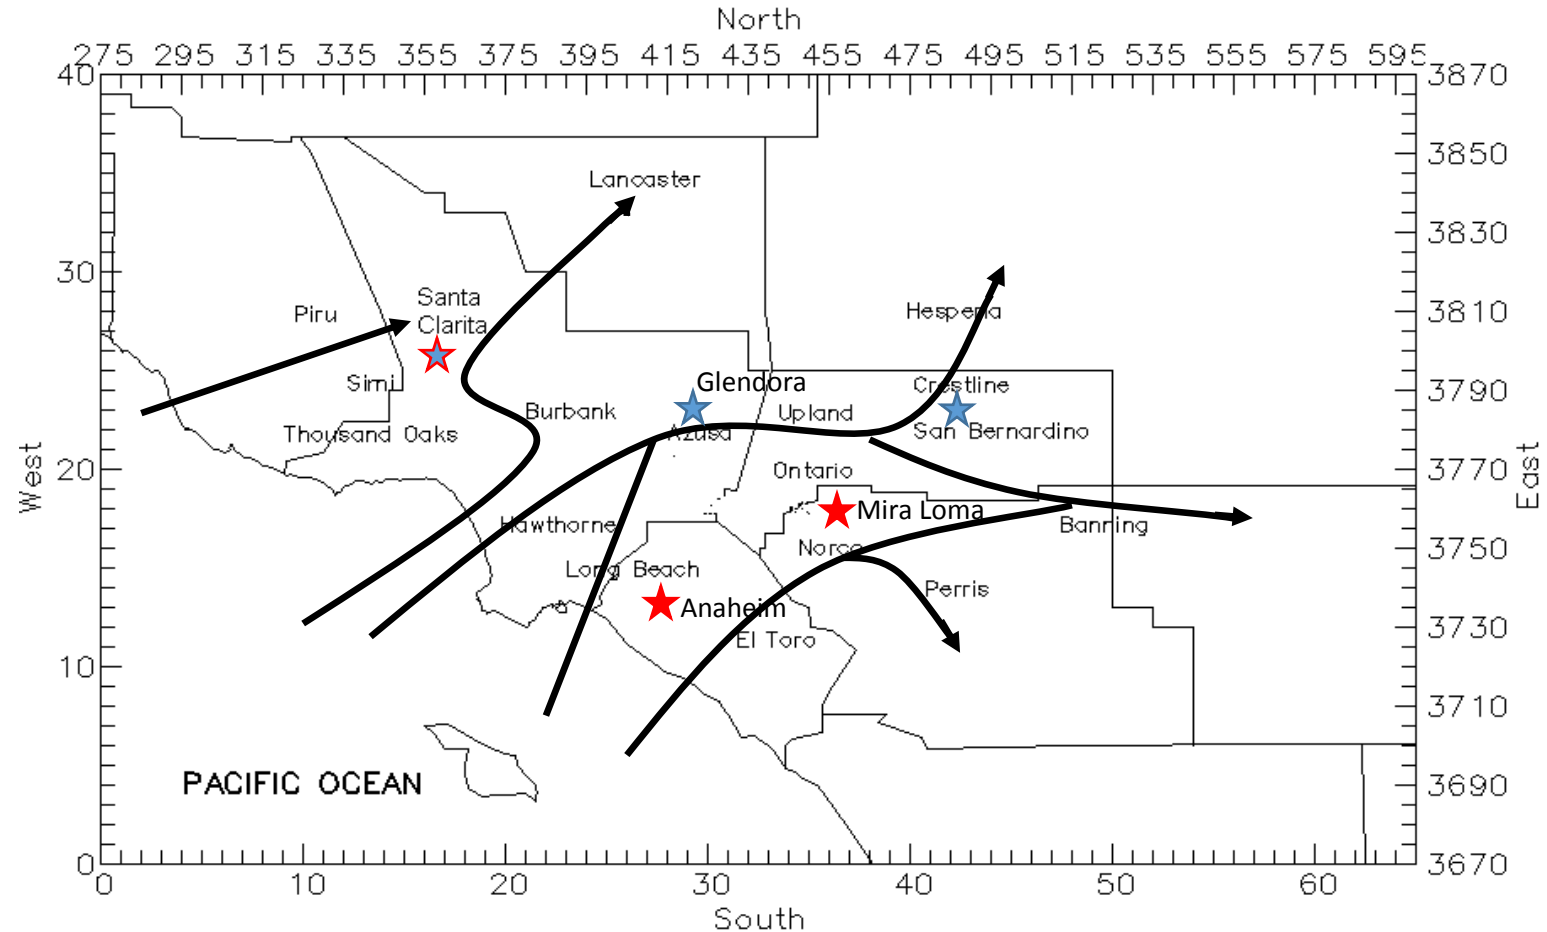 North
275 295 315 335 355 375 395 415 435 455 475 495 515 535 555 575 595
40
3870
3850
Lancaster
3830
30
Santa
Clarita
Piru
Hesperia
3810
Glendora
Simi
Crestline
3790
Burbank
Upland
Thousand Oaks
Azusa
San Bernardino
West
20
Ontario
3770
East
Mira Loma
Hawthorne
Banning
Norco
3750
Long Beach
Perris
Anaheim
3730
El Toro
10
3710
PACIFIC OCEAN
3690
0
3670
0 10 20 30 40 50 60
South